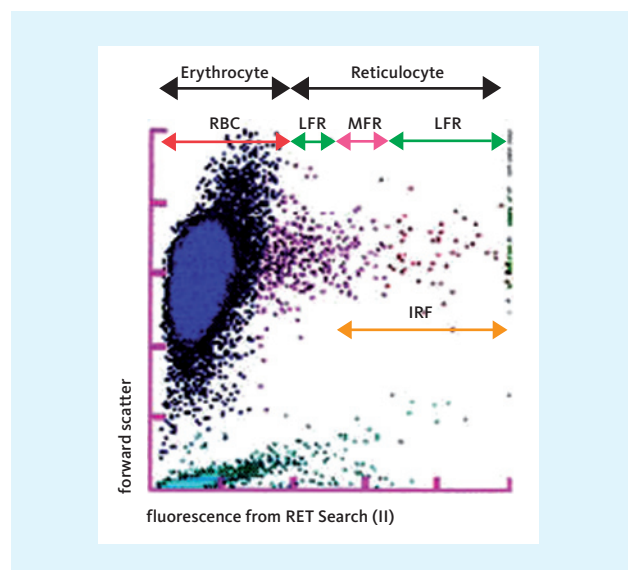 Erythrocyte Reticulocyte
RBC LFR MFR LFR
IRF
forward scatter
fluorescence from RET Search (II)